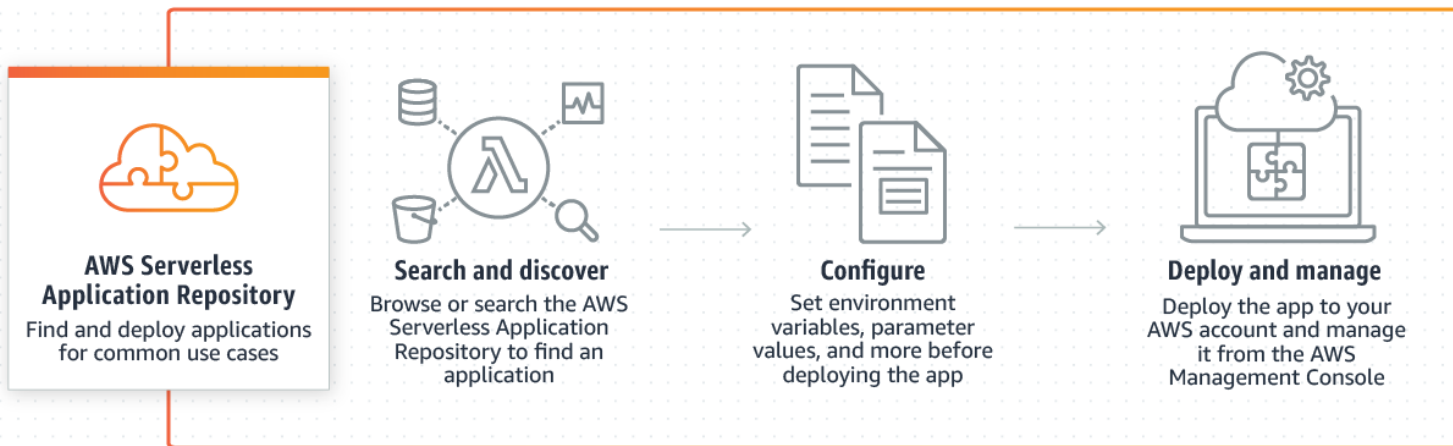 AWS Serverless
Application Repository
Find and deploy applications
for common use cases
Search and discover
Browse or search the AWS
Serverless Application
Repository to find an
application
Configure
Set environment
variables, parameter
values, and more before
deploying the app
Deploy and manage
Deploy the app to your
AWS account and manage
it from the AWS
Management Console